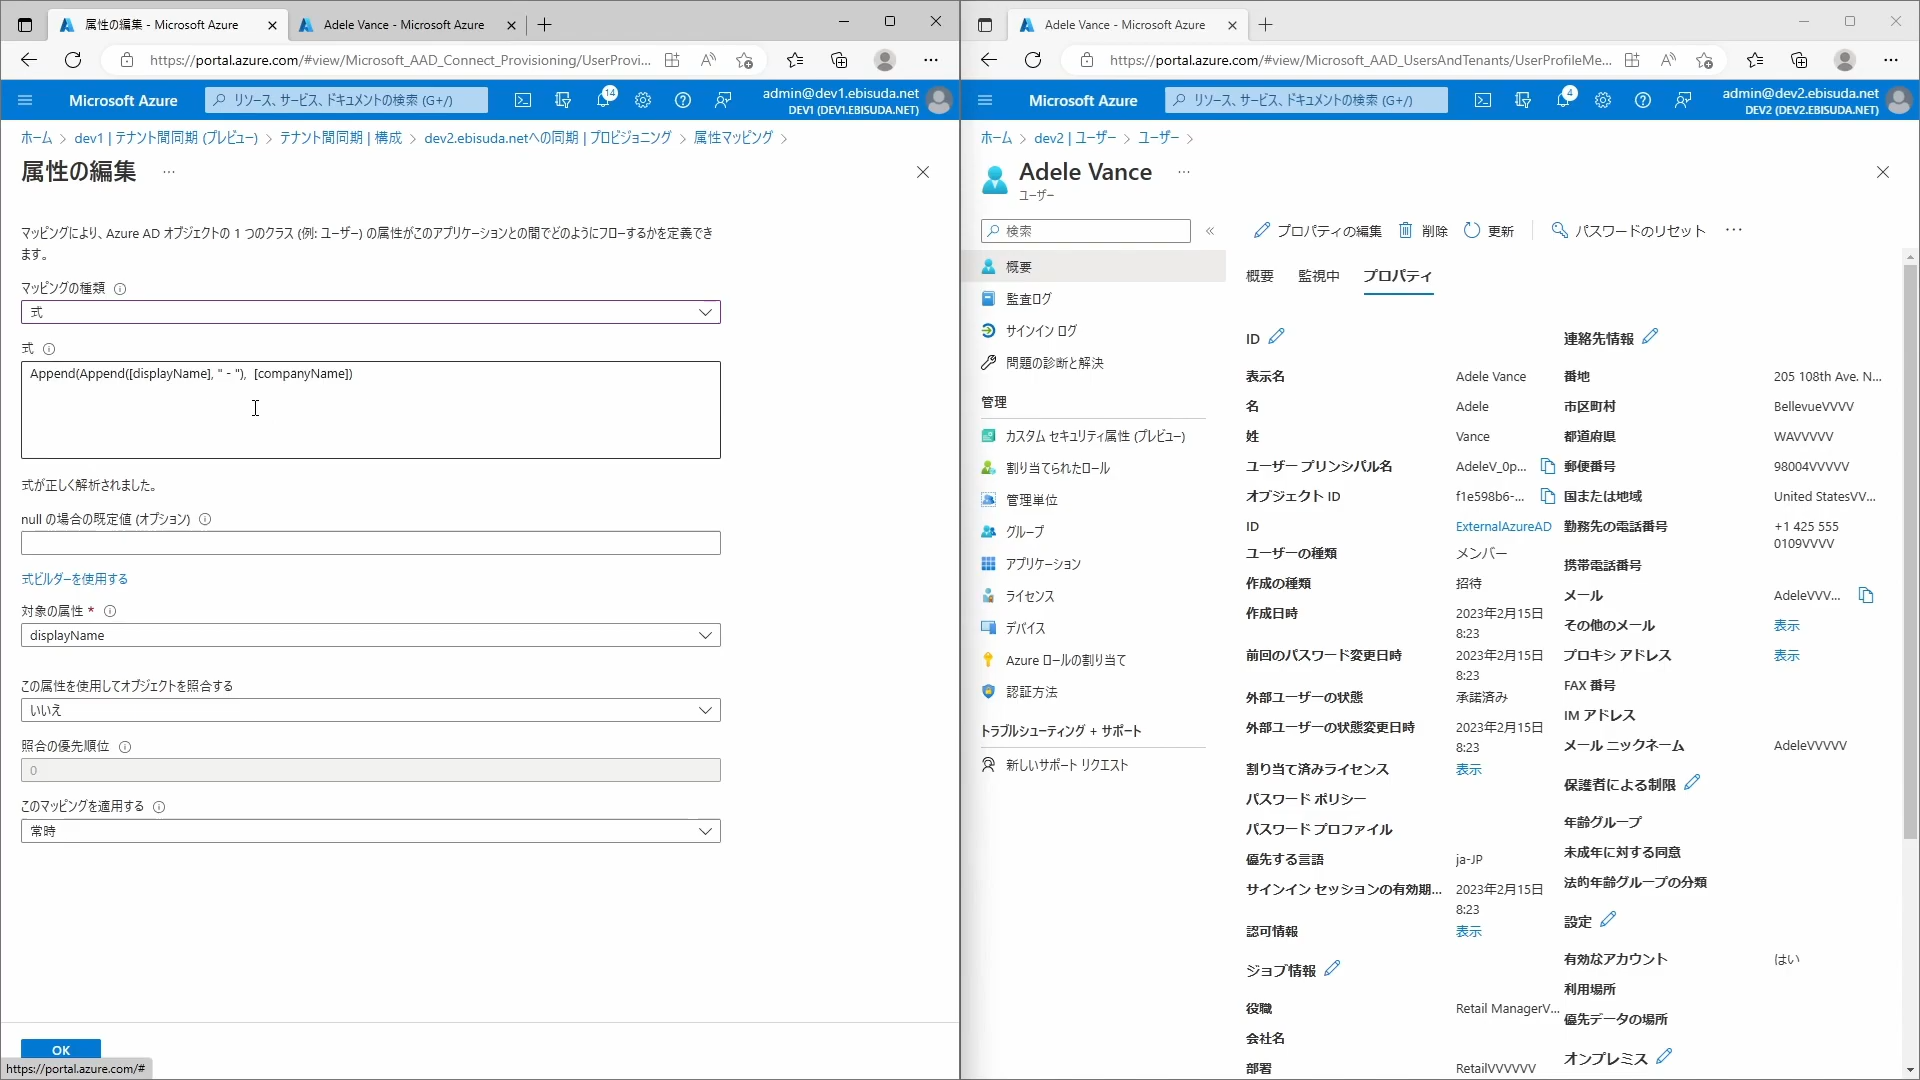 属性の編集 - Microsoft Azure
Adele Vance - Microsoft Azure
https://portal.azure.com/#view/Microsoft_AAD_Connect_Provisioning/UserProvi...
Microsoft Azure
リソース、サービス、ドキュメントの検索 (G+/)
14
admin@dev1.ebisuda.net
DEV1 (DEV1.EBISUDA.NET)
ホーム > dev1 | テナント間同期 (プレビュー) > テナント間同期 | 構成 > dev2.ebisuda.netへの同期 | プロビジョニング > 属性マッピング >
属性の編集 ...
マッピングにより、Azure AD オブジェクトの 1 つのクラス (例: ユーザー) の属性がこのアプリケーションとの間でどのようにフローするかを定義でき
ます。
マッピングの種類
式
式
Append(Append([displayName], " - "),  [companyName])
式が正しく解析されました。
null の場合の既定値 (オプション)
式ビルダーを使用する
対象の属性 *
displayName
この属性を使用してオブジェクトを照合する
いいえ
照合の優先順位
0
このマッピングを適用する
常時
OK
https://portal.azure.com/#
Adele Vance - Microsoft Azure
https://portal.azure.com/#view/Microsoft_AAD_UsersAndTenants/UserProfileMe...
Microsoft Azure
リソース、サービス、ドキュメントの検索 (G+/)
4
admin@dev2.ebisuda.net
DEV2 (DEV2.EBISUDA.NET)
ホーム > dev2 | ユーザー > ユーザー >
Adele Vance ...
ユーザー
検索
概要
監査ログ
サインイン ログ
問題の診断と解決
管理
カスタム セキュリティ属性 (プレビュー)
割り当てられたロール
管理単位
グループ
アプリケーション
ライセンス
デバイス
Azure ロールの割り当て
認証方法
トラブルシューティング + サポート
新しいサポート リクエスト
プロパティの編集 削除 更新 パスワードのリセット ...
概要 監視中 プロパティ
ID
表示名 Adele Vance
名 Adele
姓 Vance
ユーザー プリンシパル名 AdeleV_0p...
オブジェクト ID f1e598b6-...
ID ExternalAzureAD
ユーザーの種類 メンバー
作成の種類 招待
作成日時 2023年2月15日
8:23
前回のパスワード変更日時 2023年2月15日
8:23
外部ユーザーの状態 承諾済み
外部ユーザーの状態変更日時 2023年2月15日
8:23
割り当て済みライセンス 表示
パスワード ポリシー
パスワード プロファイル
優先する言語 ja-JP
サインイン セッションの有効期... 2023年2月15日
8:23
認可情報 表示
ジョブ情報
役職 Retail ManagerV...
会社名
部署 RetailVVVVVV
連絡先情報
番地 205 108th Ave. N...
市区町村 BellevueVVVV
都道府県 WAVVVVV
郵便番号 98004VVVVV
国または地域 United StatesVV...
勤務先の電話番号 +1 425 555
0109VVVV
携帯電話番号
メール AdeleVVV...
その他のメール 表示
プロキシ アドレス 表示
FAX 番号
IM アドレス
メール ニックネーム AdeleVVVVV
保護者による制限
年齢グループ
未成年に対する同意
法的年齢グループの分類
設定
有効なアカウント はい
利用場所
優先データの場所
オンプレミス